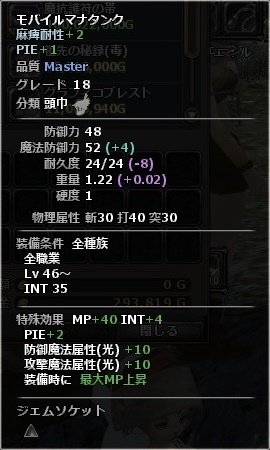 モバイルマナタンク
麻痺耐性+2
PIE+1
品質 Master
グレード 18
分類 頭巾
防御力 48
魔法防御力 52 (+4)
耐久度 24/24 (-8)
重量 1.22 (+0.02)
硬度 1
物理属性 斬30 打40 突30
装備条件 全種族
全職業
Lv 46～
INT 35
0 G
293,819G
特殊効果 MP+40 INT+4
閉じる
PIE+2
防御魔法属性(光) +10
攻撃魔法属性(光) +10
装備時に 最大MP上昇
ジェムソケット